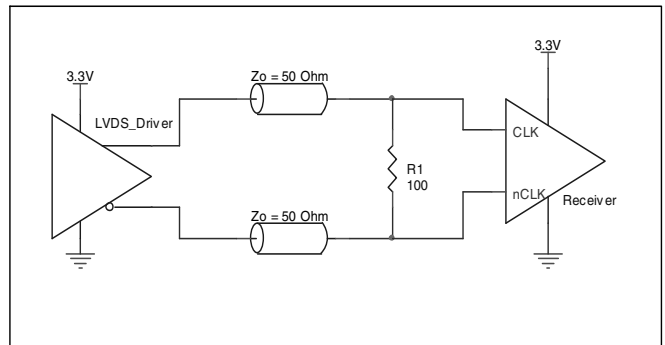 3.3V
3.3V
Zo = 50 Ohm
LVDS_Driver
CLK
R1
100
nCLK
Receiver
Zo = 50 Ohm